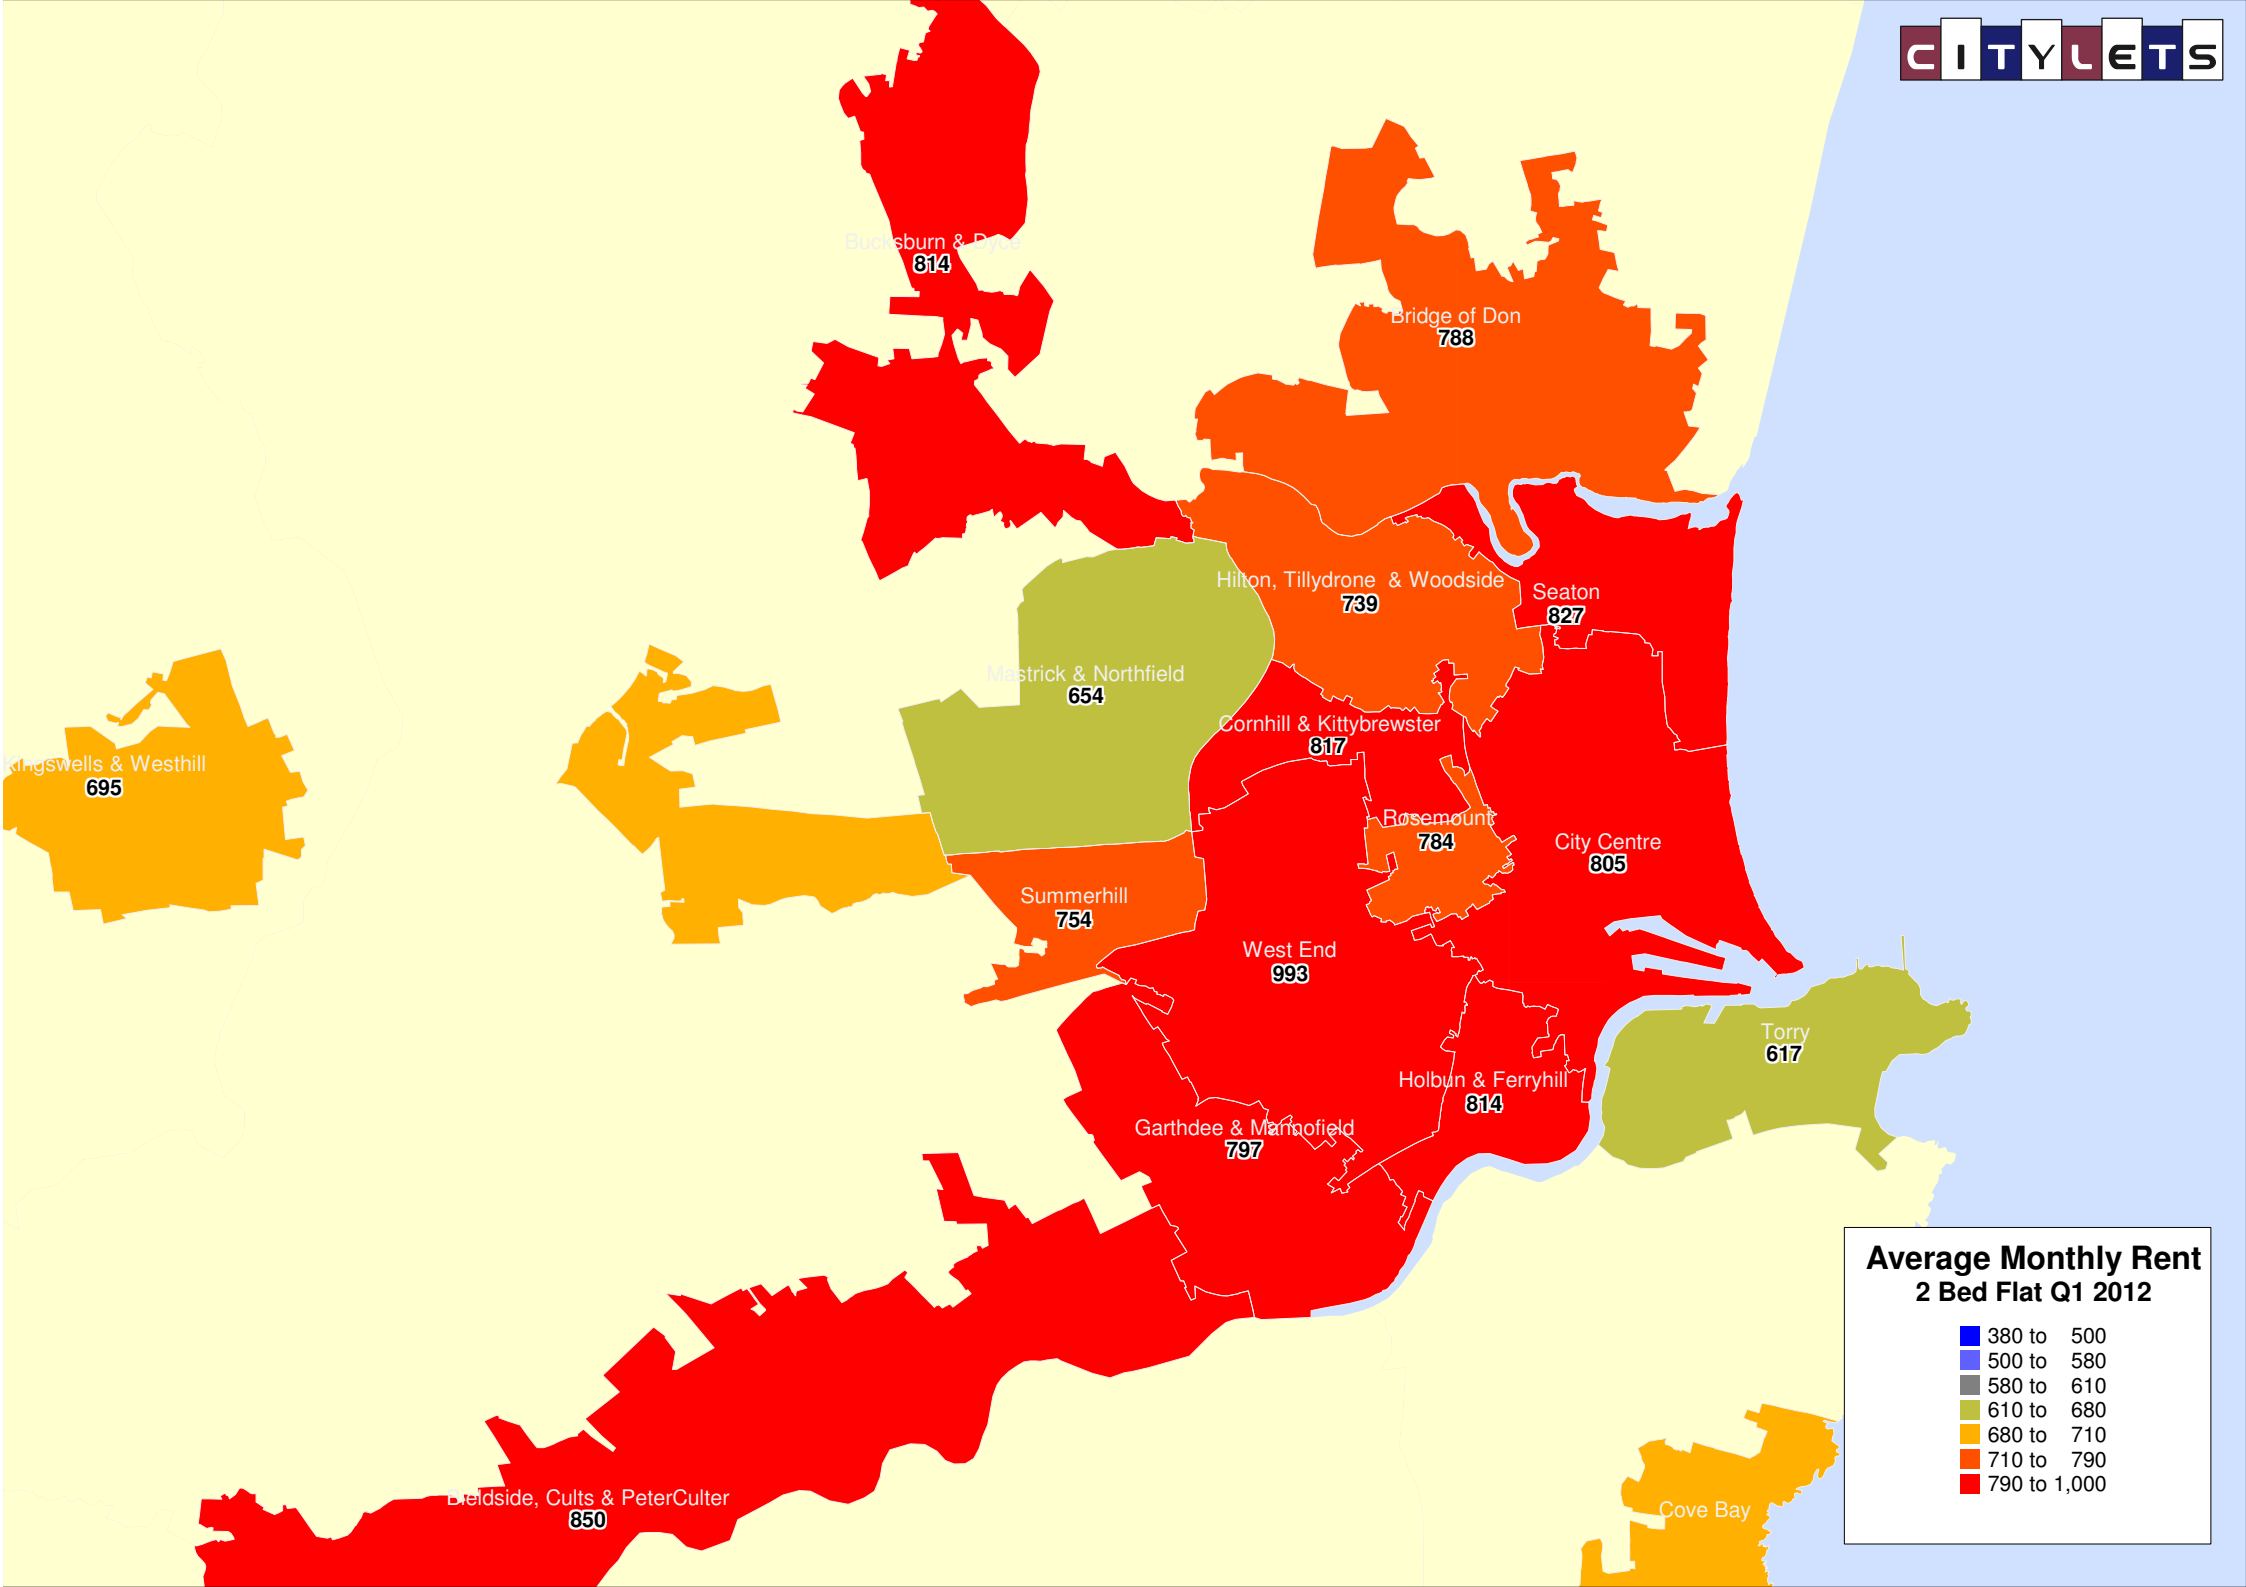 CITYLETS
Bucksburn & Dyce
814
Bridge of Don
788
Hilton, Tillydrone  & Woodside
739
Seaton
827
Mastrick & Northfield
654
Cornhill & Kittybrewster
817
Kingswells & Westhill
695
Rosemount
784
City Centre
805
Summerhill
754
West End
993
Torry
617
Holbun & Ferryhill
814
Garthdee & Mannofield
797
Bieldside, Cults & PeterCulter
850
Cove Bay
Average Monthly Rent
2 Bed Flat Q1 2012
380 to 500
500 to 580
580 to 610
610 to 680
680 to 710
710 to 790
790 to 1,000